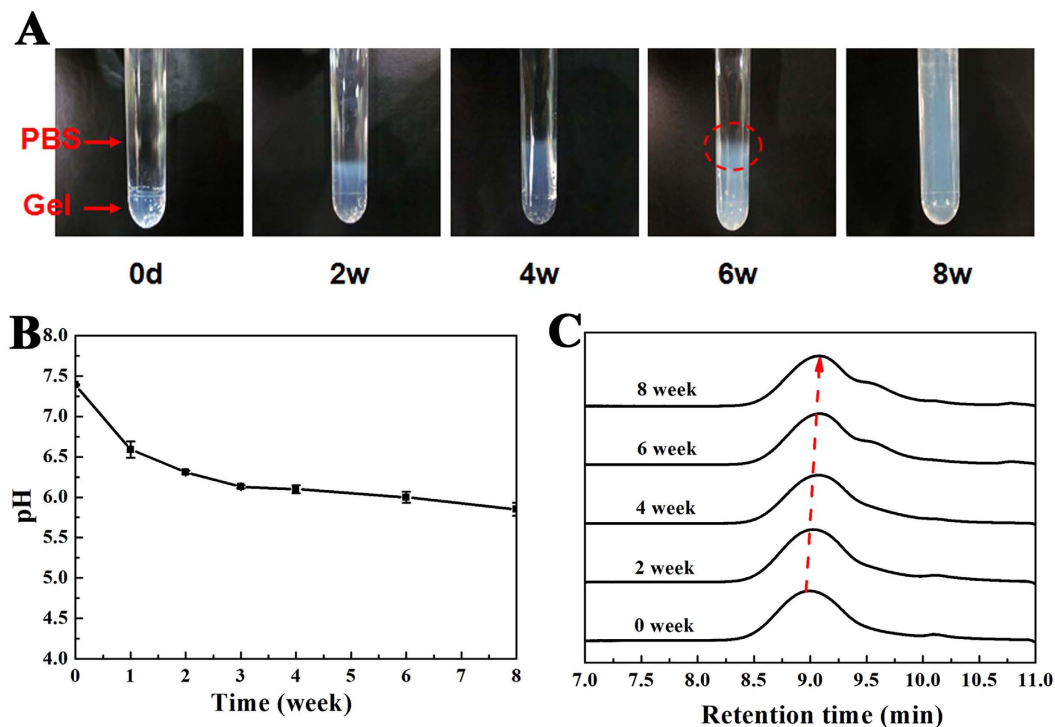 A
PBS
Gel
0d 2w 4w 6w 8w
B
8.0
7.5
7.0
6.5
6.0
5.5
5.0
4.5
4.0
pH
0 1 2 3 4 5 6 7 8
Time (week)
C
8 week
6 week
4 week
2 week
0 week
7.0 7.5 8.0 8.5 9.0 9.5 10.0 10.5 11.0
Retention time (min)